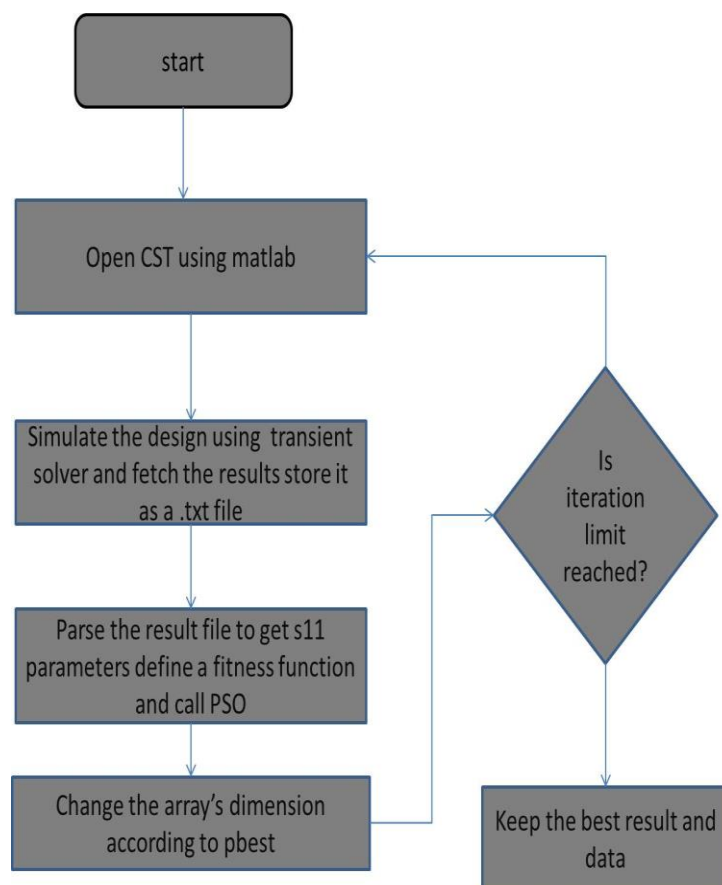 start
Open CST using matlab
Simulate the design using transient
solver and fetch the results store it
as a .txt file
Parse the result file to get s11
parameters define a fitness function
and call PSO
Change the array's dimension
according to pbest
Is
iteration
limit
reached?
Keep the best result and
data